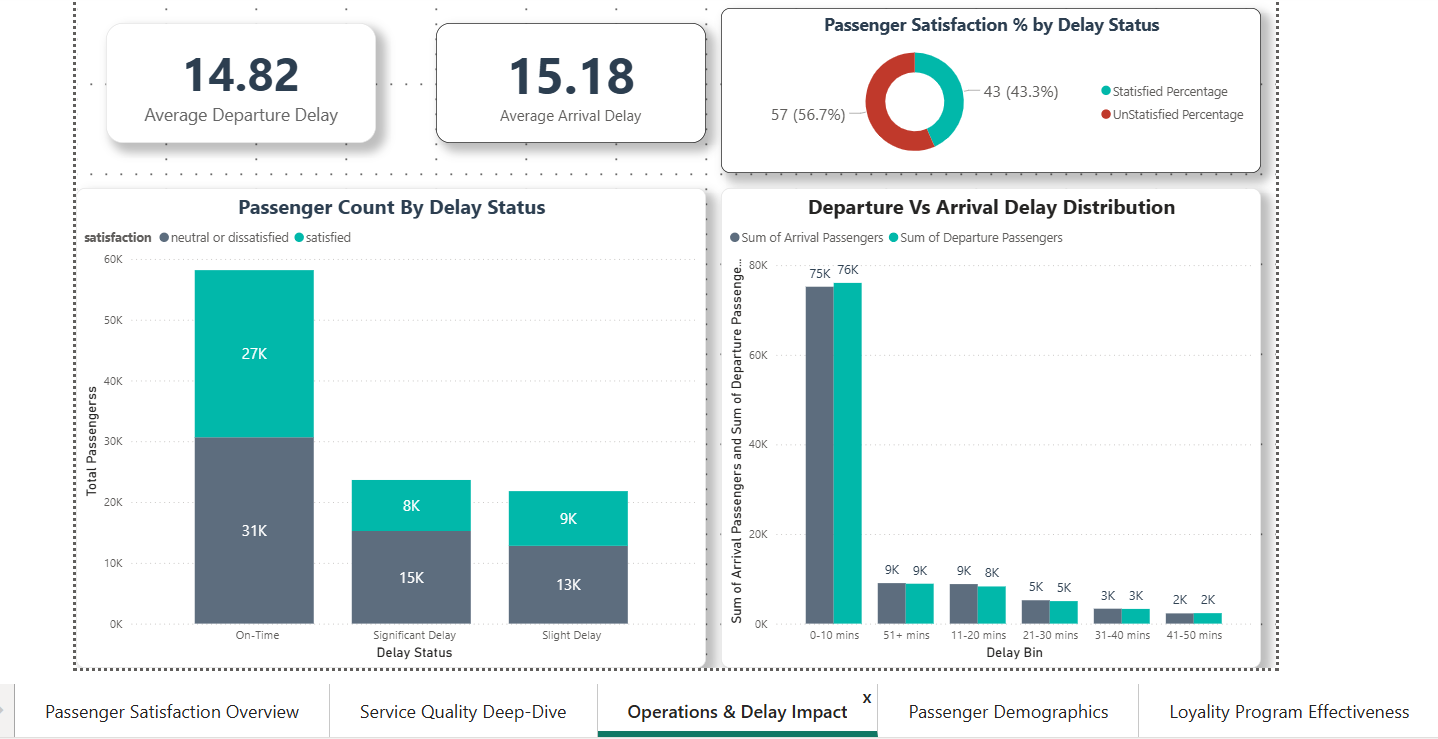 14.82
Average Departure Delay
15.18
Average Arrival Delay
Passenger Satisfaction % by Delay Status
43 (43.3%)
57 (56.7%)
Statisfied Percentage
UnStatisfied Percentage
Passenger Count By Delay Status
satisfaction neutral or dissatisfied satisfied
Total Passengerss
60K
50K
40K
30K
20K
10K
0K
27K
31K
8K
15K
9K
13K
On-Time Significant Delay Slight Delay
Delay Status
Departure Vs Arrival Delay Distribution
Sum of Arrival Passengers Sum of Departure Passengers
Sum of Arrival Passengers and Sum of Departure Passenge...
80K
60K
40K
20K
0K
75K 76K
9K 9K
9K 8K
5K 5K
3K 3K
2K 2K
0-10 mins 51+ mins 11-20 mins 21-30 mins 31-40 mins 41-50 mins
Delay Bin
Passenger Satisfaction Overview
Service Quality Deep-Dive
Operations & Delay Impact
x
Passenger Demographics
Loyality Program Effectiveness